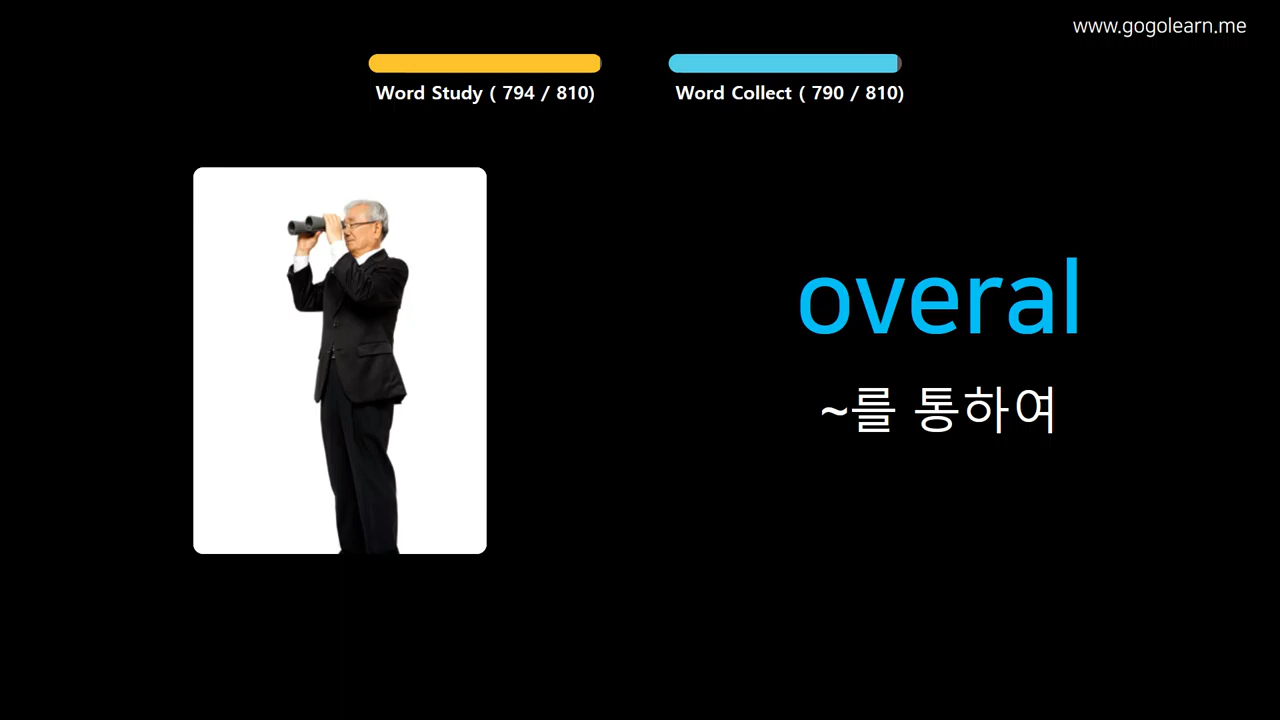 www.gogolearn.me
Word Study ( 794 / 810)
Word Collect ( 790 / 810)
overal
~를 통하여